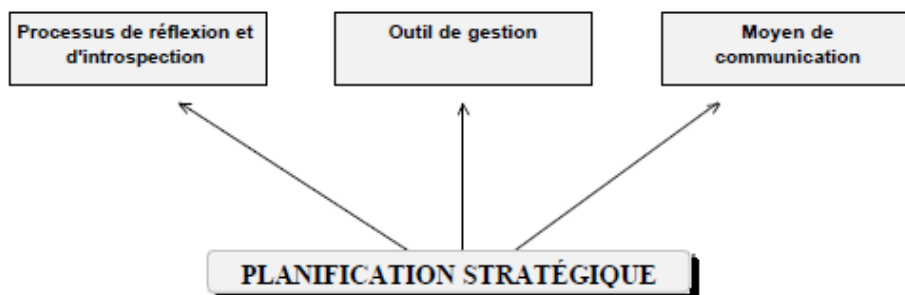 Processus de réflexion et
d'introspection
Outil de gestion
Moyen de
communication
PLANIFICATION STRATÉGIQUE